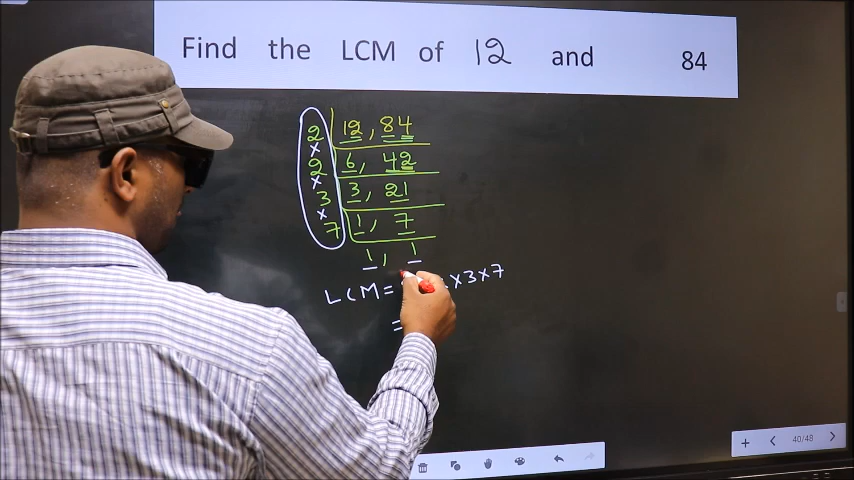 Find the LCM of 12 and 84
2 12, 84
×
2 6, 42
×
3 3, 21
×
7 1, 7
1, 1
LCM = ×3×7
=
40/48